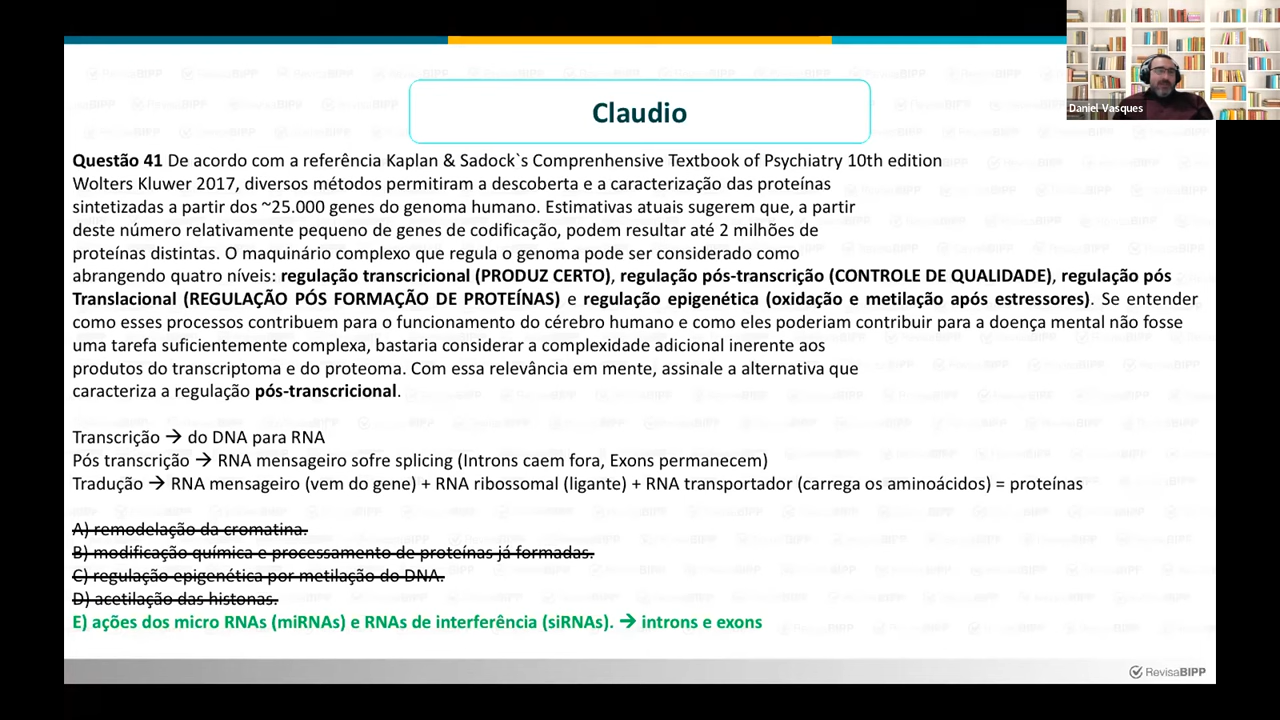 Claudio
Daniel Vasques
Questão 41 De acordo com a referência Kaplan & Sadock`s Comprenhensive Textbook of Psychiatry 10th edition
Wolters Kluwer 2017, diversos métodos permitiram a descoberta e a caracterização das proteínas
sintetizadas a partir dos ~25.000 genes do genoma humano. Estimativas atuais sugerem que, a partir
deste número relativamente pequeno de genes de codificação, podem resultar até 2 milhões de
proteínas distintas. O maquinário complexo que regula o genoma pode ser considerado como
abrangendo quatro níveis: regulação transcricional (PRODUZ CERTO), regulação pós-transcrição (CONTROLE DE QUALIDADE), regulação pós
Translacional (REGULAÇÃO PÓS FORMAÇÃO DE PROTEÍNAS) e regulação epigenética (oxidação e metilação após estressores). Se entender
como esses processos contribuem para o funcionamento do cérebro humano e como eles poderiam contribuir para a doença mental não fosse
uma tarefa suficientemente complexa, bastaria considerar a complexidade adicional inerente aos
produtos do transcriptoma e do proteoma. Com essa relevância em mente, assinale a alternativa que
caracteriza a regulação pós-transcricional.
Transcrição → do DNA para RNA
Pós transcrição → RNA mensageiro sofre splicing (Introns caem fora, Exons permanecem)
Tradução → RNA mensageiro (vem do gene) + RNA ribossomal (ligante) + RNA transportador (carrega os aminoácidos) = proteínas
A) remodelação da cromatina.
B) modificação química e processamento de proteínas já formadas.
C) regulação epigenética por metilação do DNA.
D) acetilação das histonas.
E) ações dos micro RNAs (miRNAs) e RNAs de interferência (siRNAs). → introns e exons
RevisaBIPP